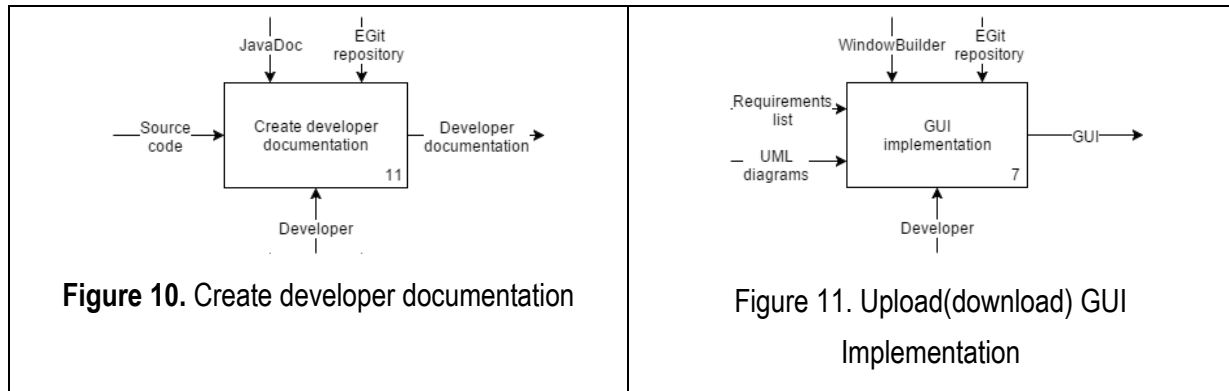 JavaDoc
EGit
repository
Source
code
Create developer
documentation
11
Developer
documentation
Developer
Figure 10. Create developer documentation
WindowBuilder
EGit
repository
Requirements
list
UML
diagrams
GUI
implementation
7
GUI
Developer
Figure 11. Upload(download) GUI
Implementation